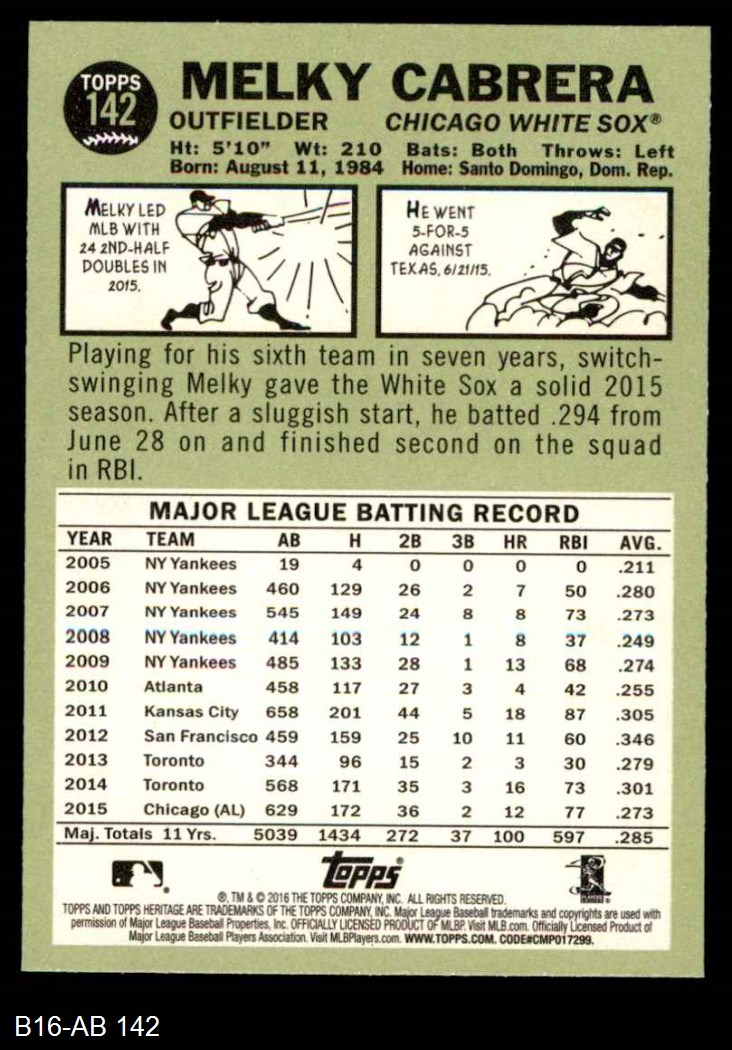 TOPPS
142
MELKY CABRERA
OUTFIELDER CHICAGO WHITE SOX®
Ht: 5'10" Wt: 210 Bats: Both Throws: Left
Born: August 11, 1984 Home: Santo Domingo, Dom. Rep.
MELKY LED
MLB WITH
24 2ND-HALF
DOUBLES IN
2015.
HE WENT
5-FOR-5
AGAINST
TEXAS, 6/21/15.
Playing for his sixth team in seven years, switch-
swinging Melky gave the White Sox a solid 2015
season. After a sluggish start, he batted .294 from
June 28 on and finished second on the squad
in RBI.
MAJOR LEAGUE BATTING RECORD
YEAR TEAM AB H 2B 3B HR RBI AVG.
2005 NY Yankees 19 4 0 0 0 0 .211
2006 NY Yankees 460 129 26 2 7 50 .280
2007 NY Yankees 545 149 24 8 8 73 .273
2008 NY Yankees 414 103 12 1 8 37 .249
2009 NY Yankees 485 133 28 1 13 68 .274
2010 Atlanta 458 117 27 3 4 42 .255
2011 Kansas City 658 201 44 5 18 87 .305
2012 San Francisco 459 159 25 10 11 60 .346
2013 Toronto 344 96 15 2 3 30 .279
2014 Toronto 568 171 35 3 16 73 .301
2015 Chicago (AL) 629 172 36 2 12 77 .273
Maj. Totals 11 Yrs. 5039 1434 272 37 100 597 .285
topps®
®, TM & © 2016 THE TOPPS COMPANY, INC. ALL RIGHTS RESERVED.
TOPPS AND TOPPS HERITAGE ARE TRADEMARKS OF THE TOPPS COMPANY, INC. Major League Baseball trademarks and copyrights are used with
permission of Major League Baseball Properties, Inc. OFFICIALLY LICENSED PRODUCT OF MLBP. Visit MLB.com. Officially Licensed Product of
Major League Baseball Players Association. Visit MLBPlayers.com. WWW.TOPPS.COM. CODE#CMP017299.
B16-AB 142